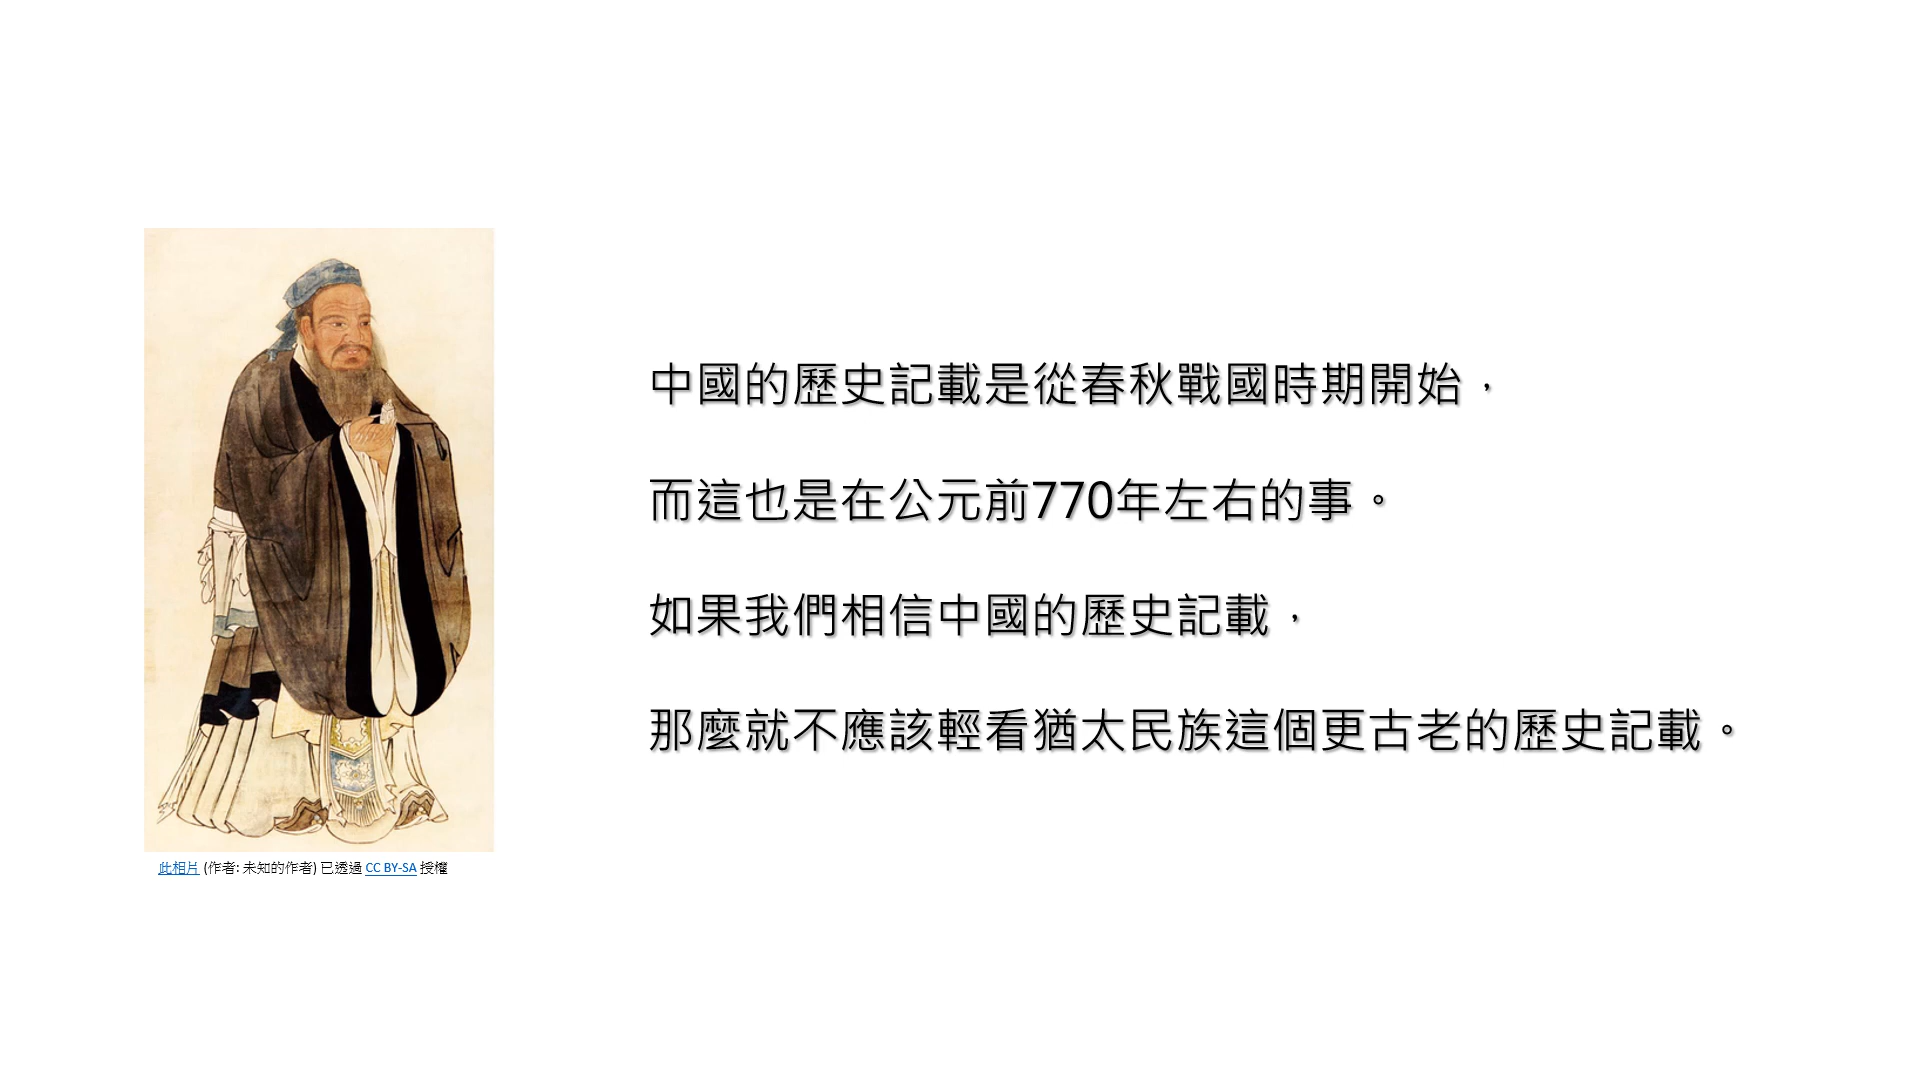 中國的歷史記載是從春秋戰國時期開始，
而這也是在公元前770年左右的事。
如果我們相信中國的歷史記載，
那麼就不應該輕看猶太民族這個更古老的歷史記載。
此相片 (作者: 未知的作者) 已透過 CC BY-SA 授權